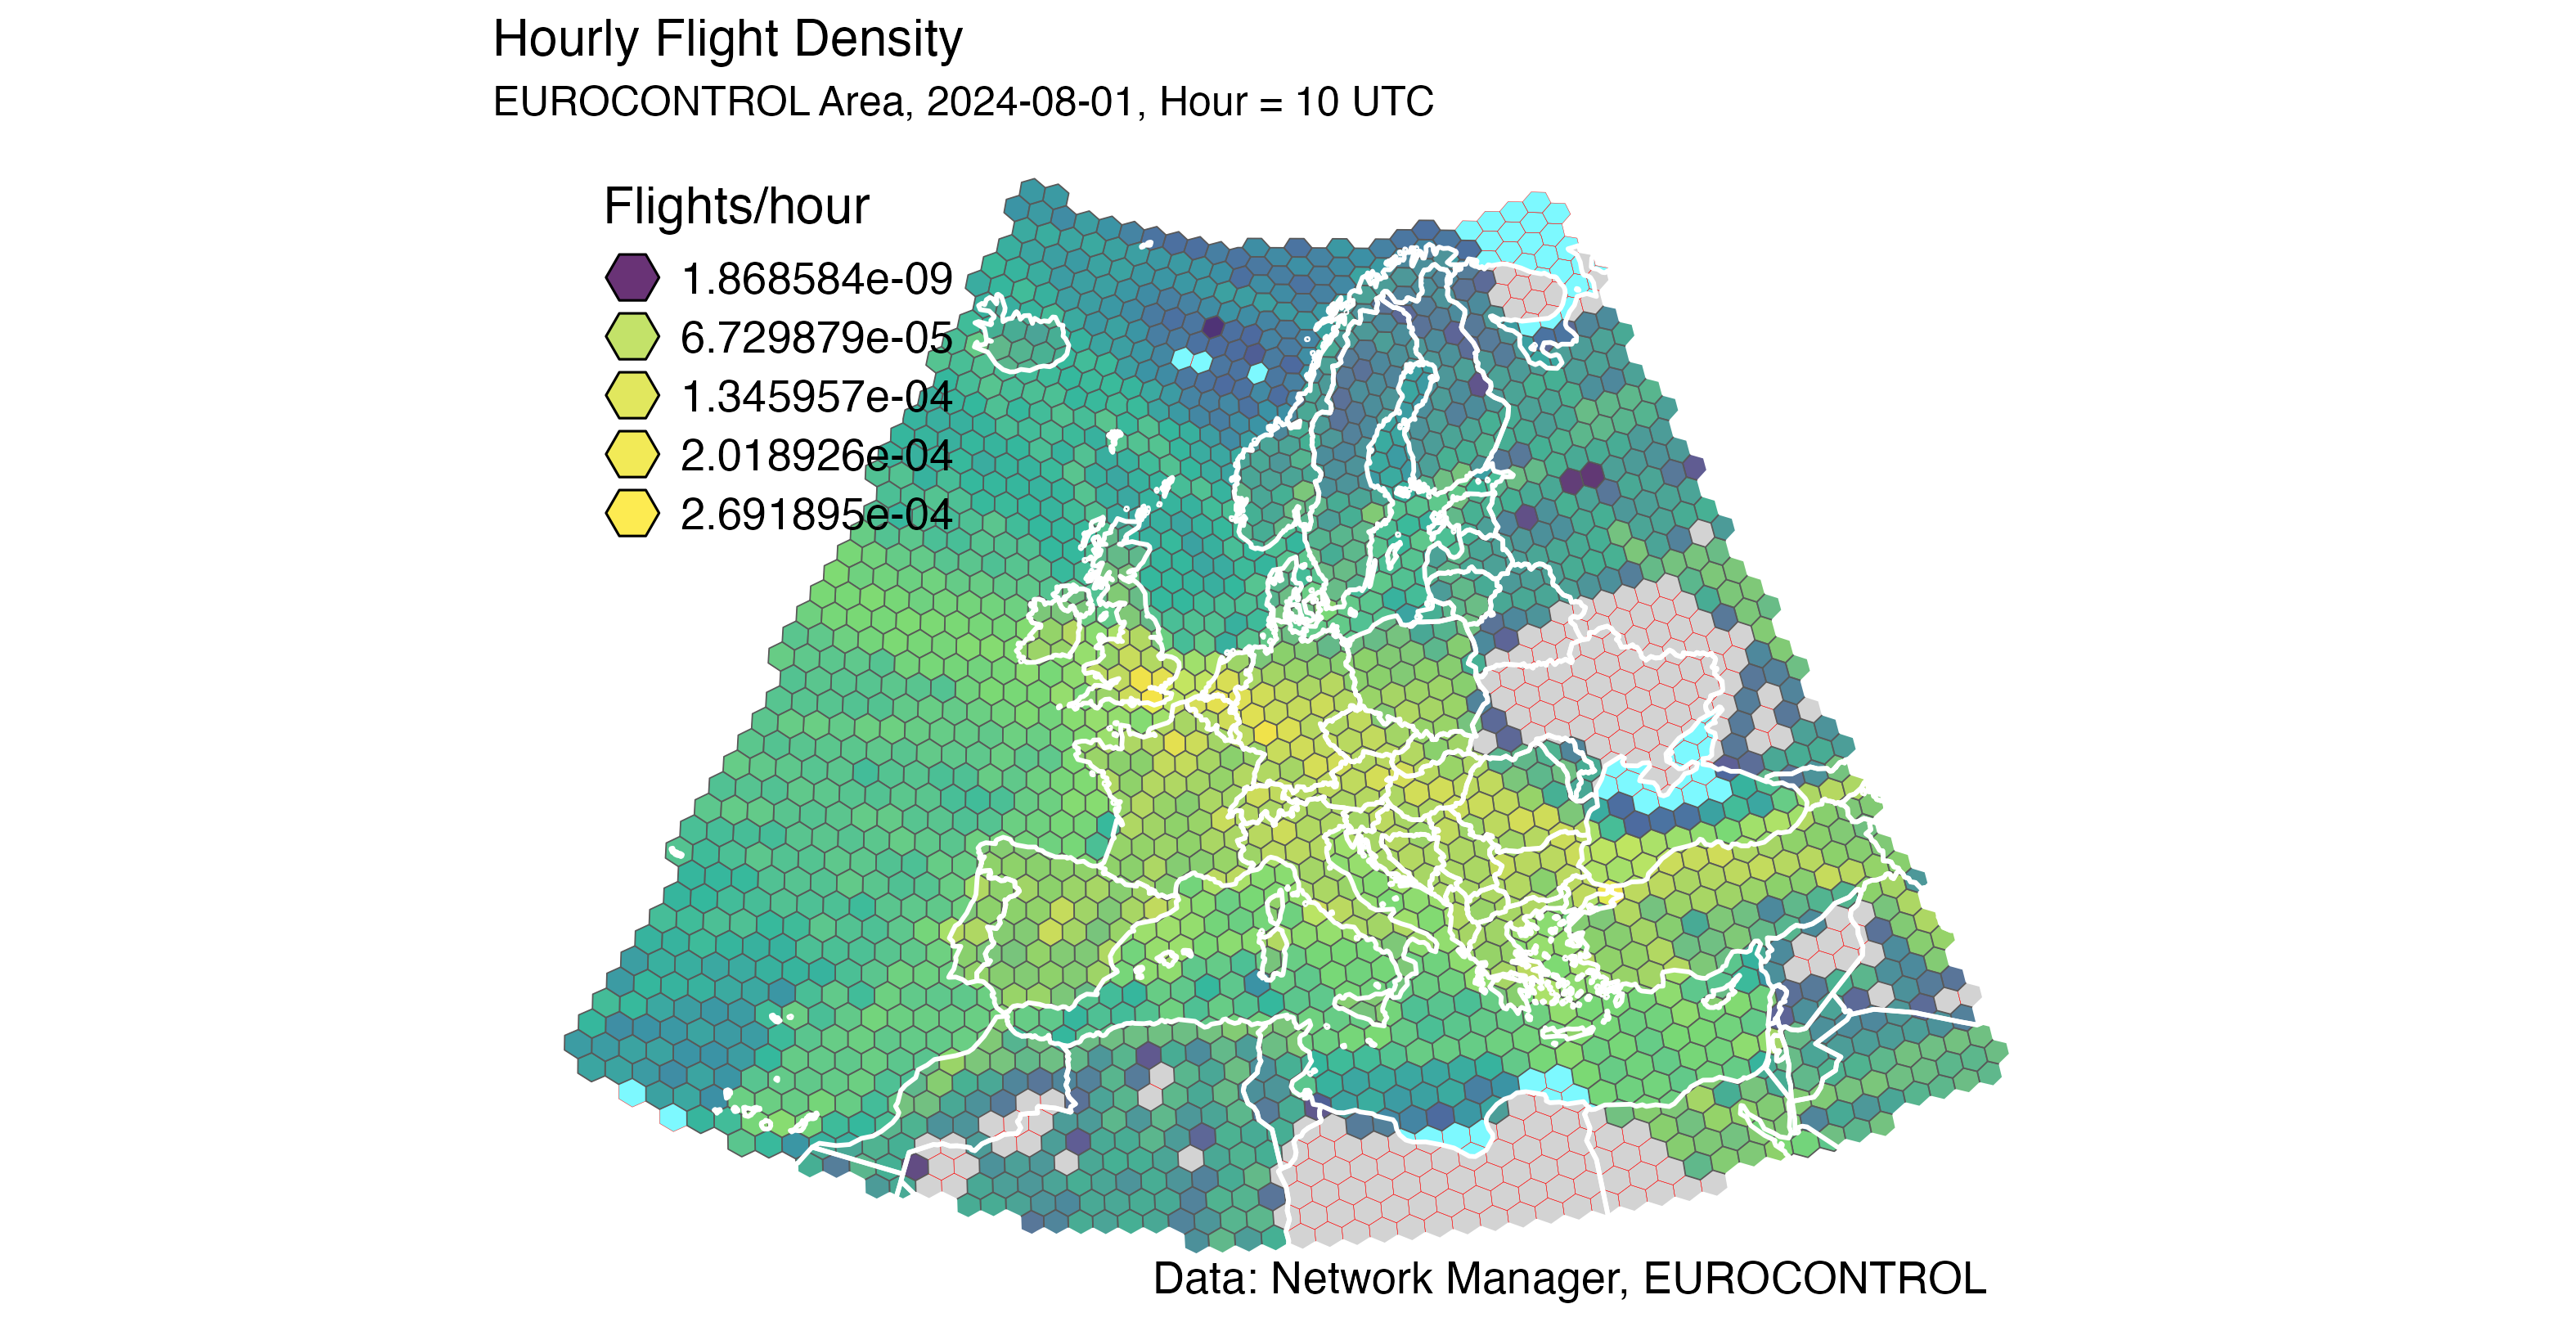 Hourly Flight Density
EUROCONTROL Area, 2024-08-01, Hour = 10 UTC
Flights/hour
1.868584e-09
6.729879e-05
1.345957e-04
2.018926e-04
2.691895e-04
Data: Network Manager, EUROCONTROL